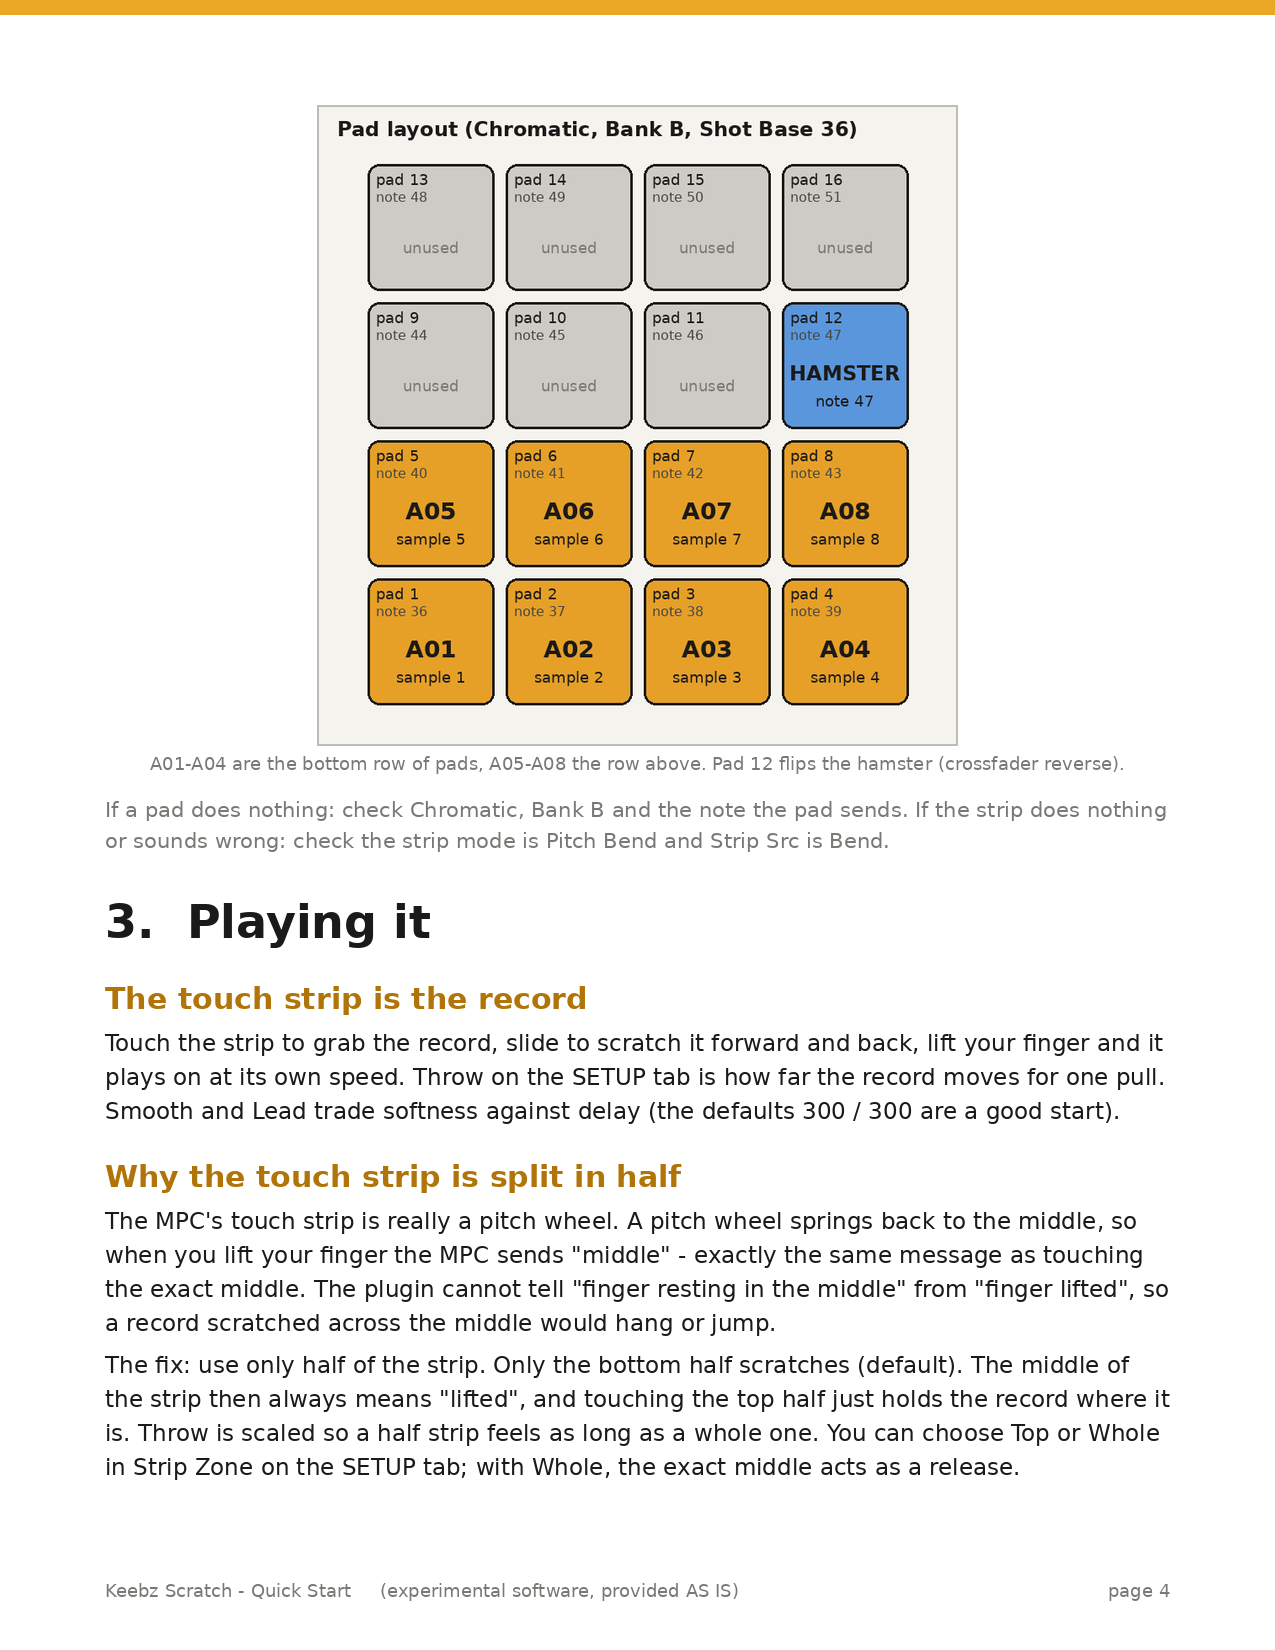 Pad layout (Chromatic, Bank B, Shot Base 36)
pad 13 pad 14 pad 15 pad 16
note 48 note 49 note 50 note 51
unused unused unused unused
pad 9 pad 10 pad 11 pad 12
note 44 note 45 note 46 note 47
unused unused unused HAMSTER
note 47
pad 5 pad 6 pad 7 pad 8
note 40 note 41 note 42 note 43
A05 A06 A07 A08
sample 5 sample 6 sample 7 sample 8
pad 1 pad 2 pad 3 pad 4
note 36 note 37 note 38 note 39
A01 A02 A03 A04
sample 1 sample 2 sample 3 sample 4
A01-A04 are the bottom row of pads, A05-A08 the row above. Pad 12 flips the hamster (crossfader reverse).
If a pad does nothing: check Chromatic, Bank B and the note the pad sends. If the strip does nothing
or sounds wrong: check the strip mode is Pitch Bend and Strip Src is Bend.
3. Playing it
The touch strip is the record
Touch the strip to grab the record, slide to scratch it forward and back, lift your finger and it
plays on at its own speed. Throw on the SETUP tab is how far the record moves for one pull.
Smooth and Lead trade softness against delay (the defaults 300 / 300 are a good start).
Why the touch strip is split in half
The MPC's touch strip is really a pitch wheel. A pitch wheel springs back to the middle, so
when you lift your finger the MPC sends "middle" - exactly the same message as touching
the exact middle. The plugin cannot tell "finger resting in the middle" from "finger lifted", so
a record scratched across the middle would hang or jump.
The fix: use only half of the strip. Only the bottom half scratches (default). The middle of
the strip then always means "lifted", and touching the top half just holds the record where it
is. Throw is scaled so a half strip feels as long as a whole one. You can choose Top or Whole
in Strip Zone on the SETUP tab; with Whole, the exact middle acts as a release.
Keebz Scratch - Quick Start (experimental software, provided AS IS) page 4